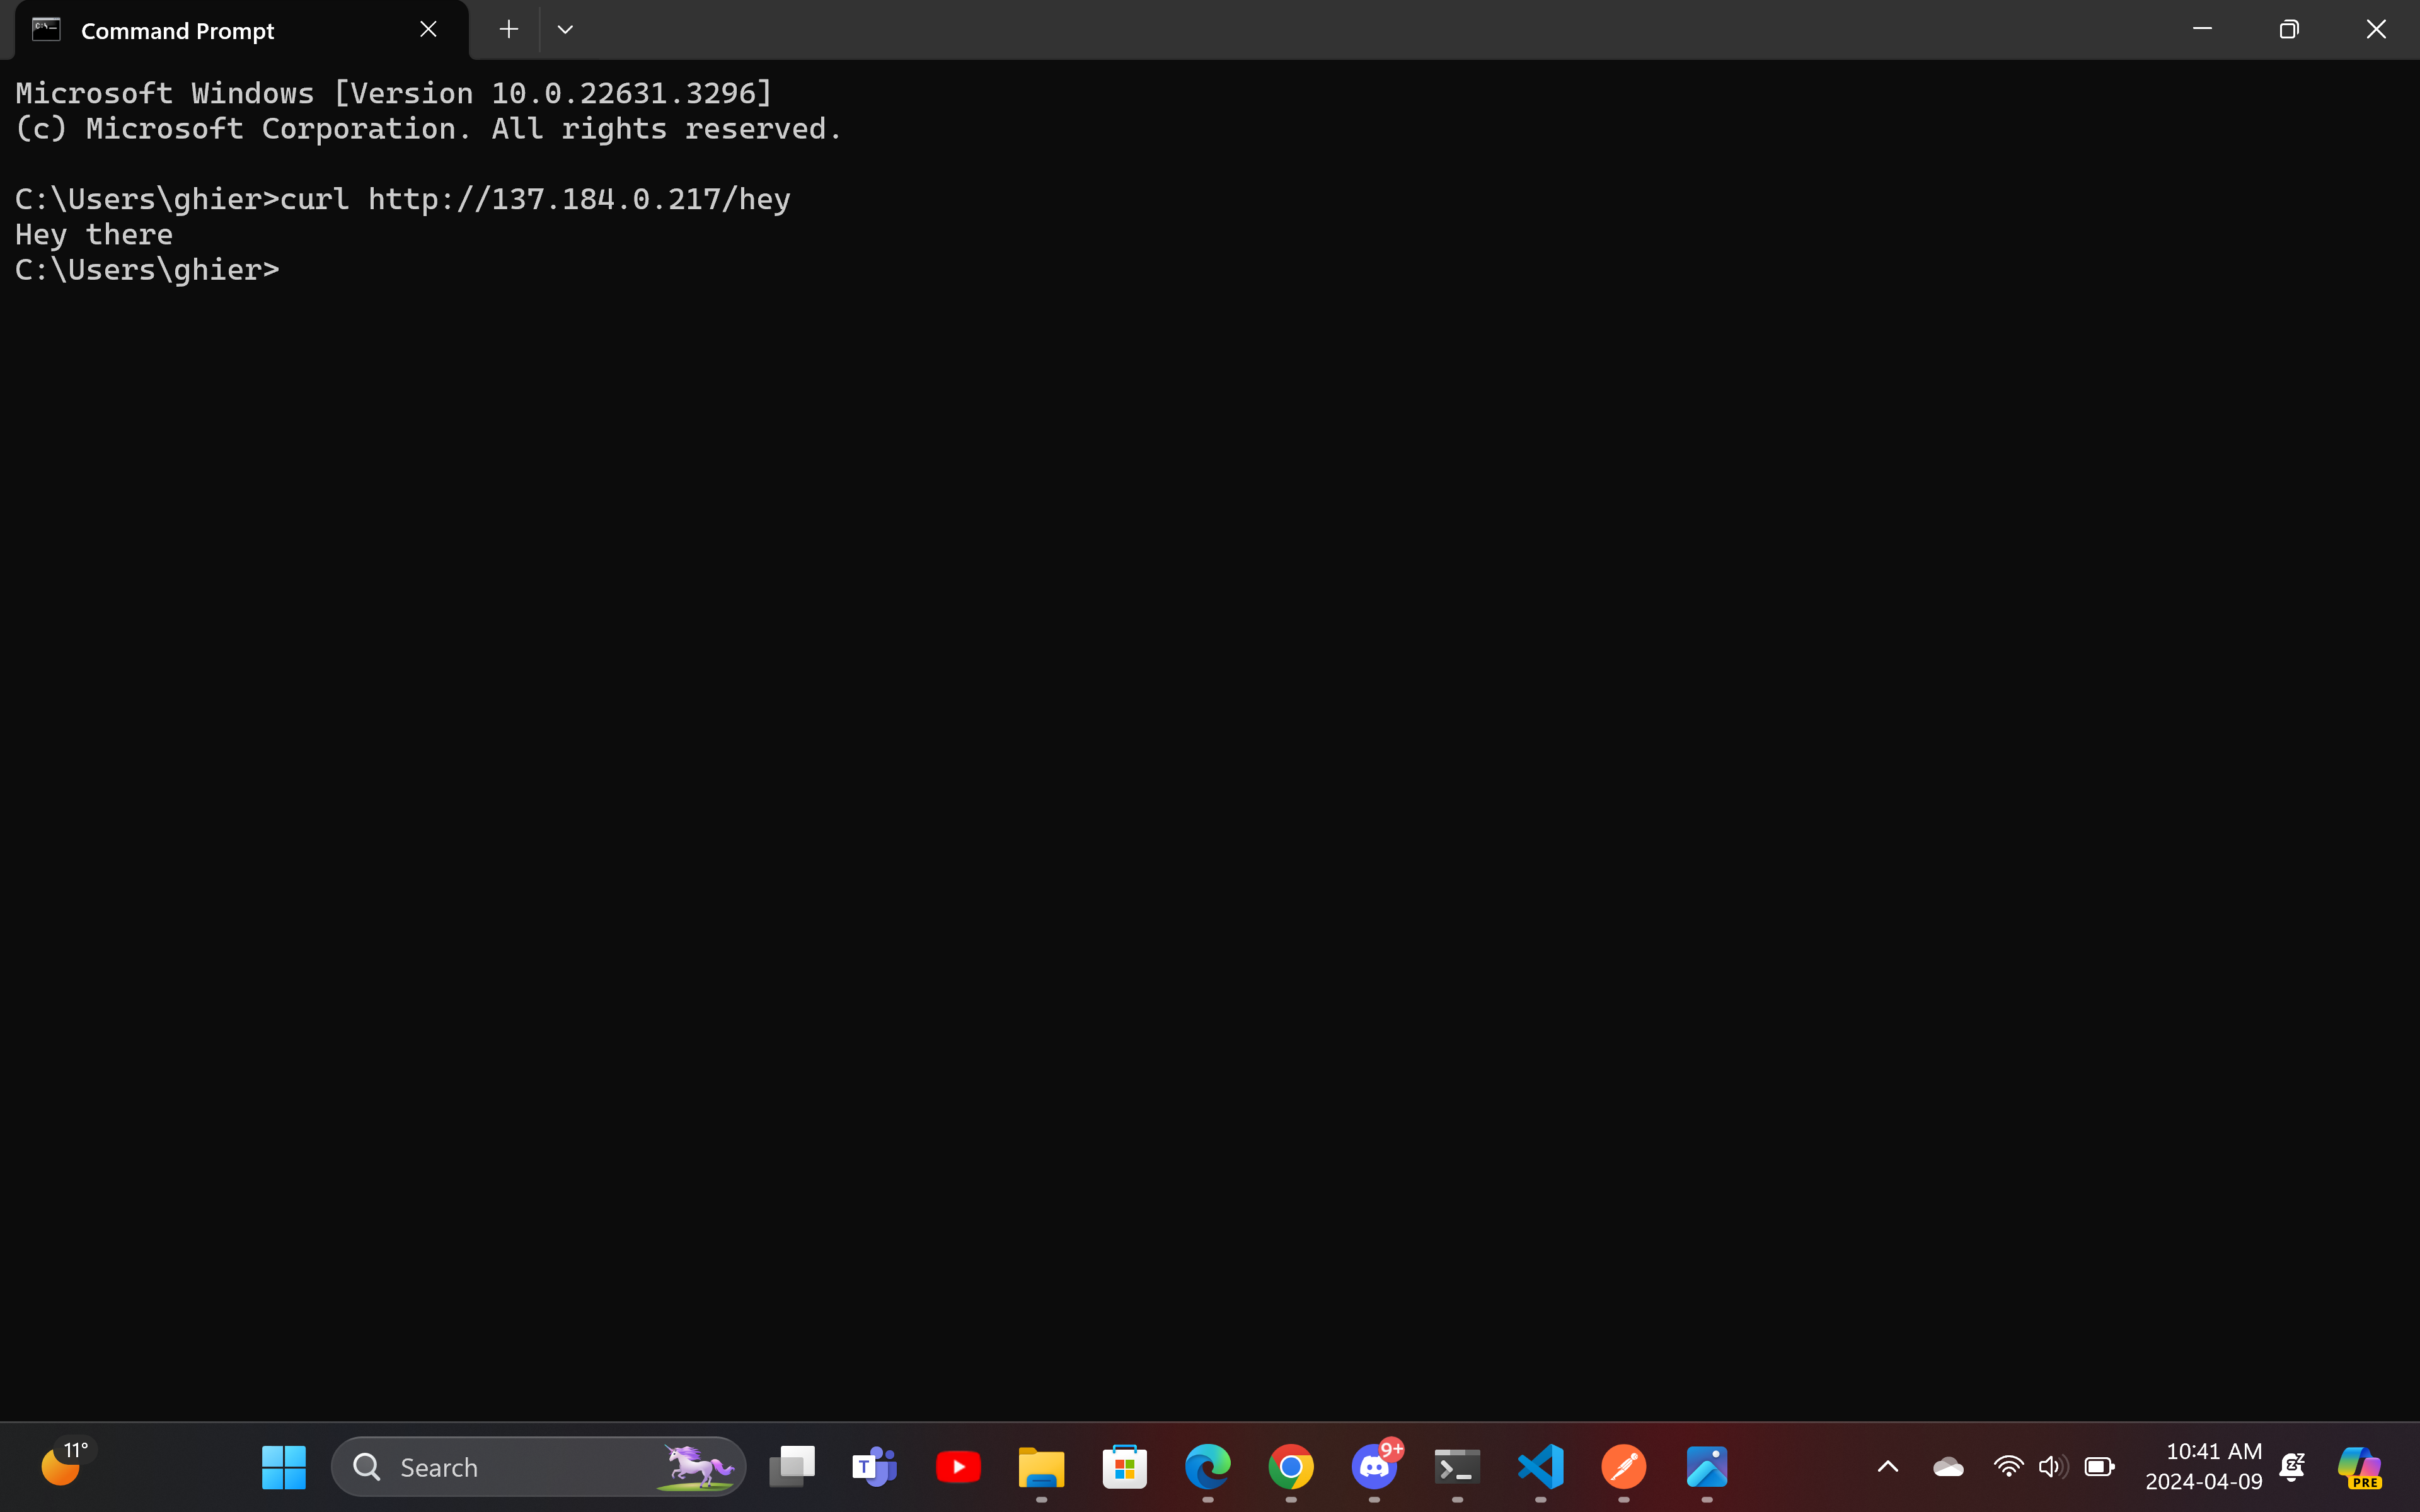 Command Prompt
Microsoft Windows [Version 10.0.22631.3296]
(c) Microsoft Corporation. All rights reserved.
C:\Users\ghier>curl http://137.184.0.217/hey
Hey there
C:\Users\ghier>
11°
Search
T
9+
10:41 AM
2024-04-09
PRE